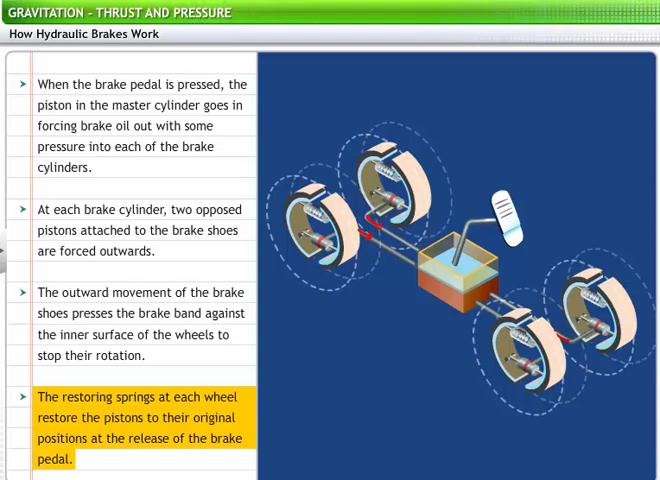 GRAVITATION - THRUST AND PRESSURE
How Hydraulic Brakes Work
When the brake pedal is pressed, the
piston in the master cylinder goes in
forcing brake oil out with some
pressure into each of the brake
cylinders.
At each brake cylinder, two opposed
pistons attached to the brake shoes
are forced outwards.
The outward movement of the brake
shoes presses the brake band against
the inner surface of the wheels to
stop their rotation.
The restoring springs at each wheel
restore the pistons to their original
positions at the release of the brake
pedal.